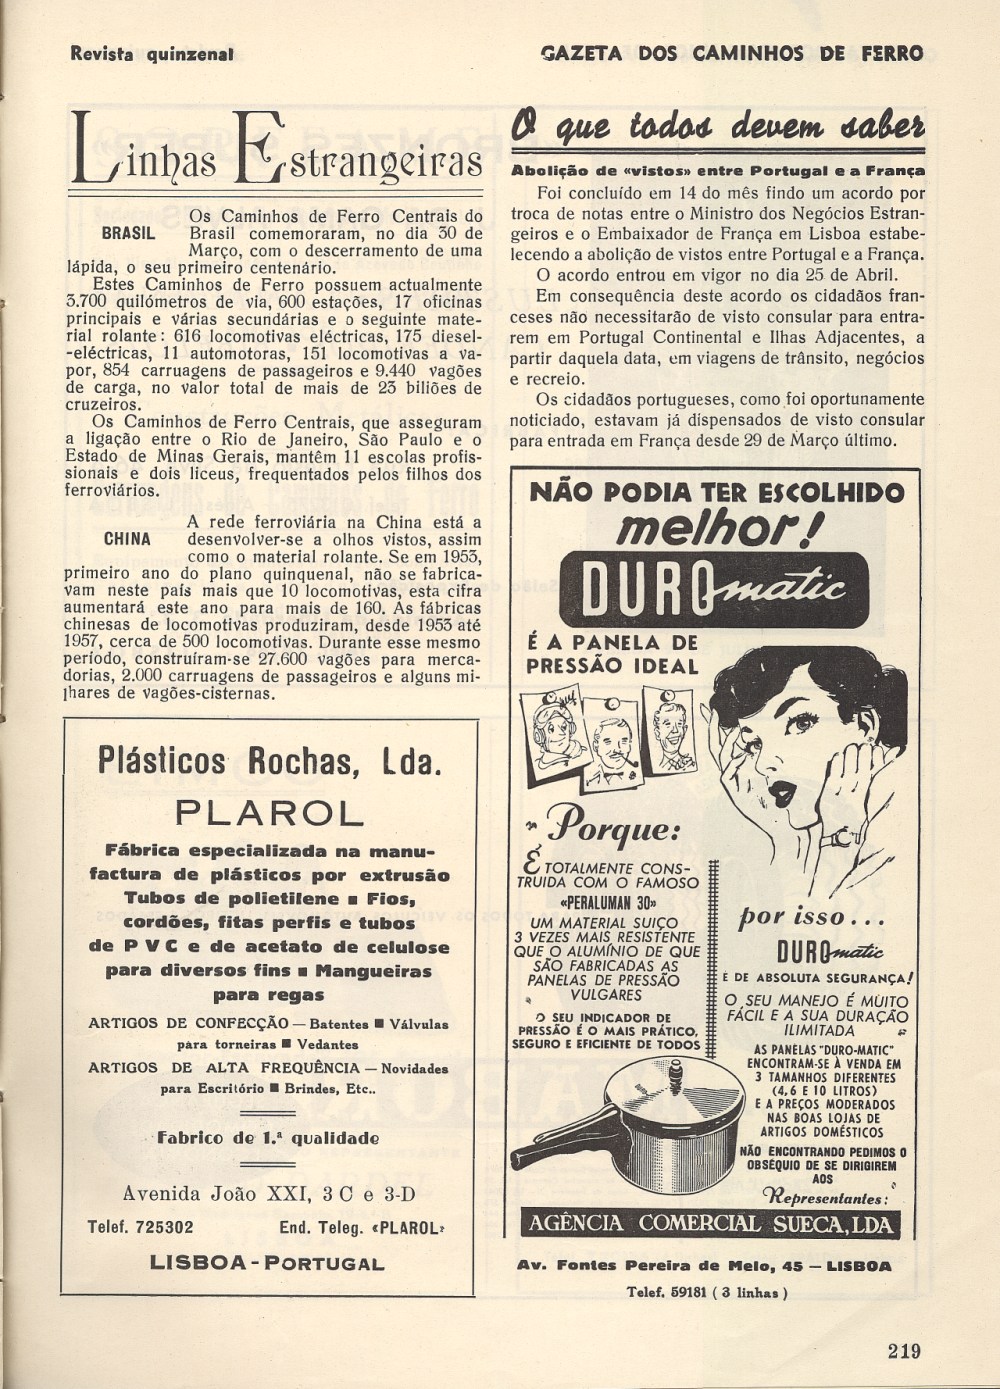 Revista quinzenal
GAZETA DOS CAMINHOS DE FERRO
Linhas Estrangeiras
BRASIL
Os Caminhos de Ferro Centrais do
Brasil comemoraram, no dia 30 de
Março, com o descerramento de uma
lápida, o seu primeiro centenário.
Estes Caminhos de Ferro possuem actualmente
3.700 quilómetros de via, 600 estações, 17 oficinas
principais e várias secundárias e o seguinte mate-
rial rolante: 616 locomotivas eléctricas, 175 diesel-
-eléctricas, 11 automotoras, 151 locomotivas a va-
por, 854 carruagens de passageiros e 9.440 vagões
de carga, no valor total de mais de 23 biliões de
cruzeiros.
Os Caminhos de Ferro Centrais, que asseguram
a ligação entre o Rio de Janeiro, São Paulo e o
Estado de Minas Gerais, mantêm 11 escolas profis-
sionais e dois liceus, frequentados pelos filhos dos
ferroviários.
CHINA
A rede ferroviária na China está a
desenvolver-se a olhos vistos, assim
como o material rolante. Se em 1953,
primeiro ano do plano quinquenal, não se fabrica-
vam neste país mais que 10 locomotivas, esta cifra
aumentará este ano para mais de 160. As fábricas
chinesas de locomotivas produziram, desde 1953 até
1957, cerca de 500 locomotivas. Durante esse mesmo
período, construíram-se 27.600 vagões para merca-
dorias, 2.000 carruagens de passageiros e alguns mi-
lhares de vagões-cisternas.
Plásticos Rochas, Lda.
PLAROL
Fábrica especializada na manu-
factura de plásticos por extrusão
Tubos de polietilene ■ Fios,
cordões, fitas perfis e tubos
de P V C e de acetato de celulose
para diversos fins ■ Mangueiras
para regas
ARTIGOS DE CONFECÇÃO — Batentes ■ Válvulas
para torneiras ■ Vedantes
ARTIGOS DE ALTA FREQUÊNCIA — Novidades
para Escritório ■ Brindes, Etc..
Fabrico de 1.ª qualidade
Avenida João XXI, 3 C e 3-D
Telef. 725302 End. Teleg. «PLAROL»
LISBOA - PORTUGAL
O que todos devem saber
Abolição de «vistos» entre Portugal e a França
Foi concluído em 14 do mês findo um acordo por
troca de notas entre o Ministro dos Negócios Estran-
geiros e o Embaixador de França em Lisboa estabe-
lecendo a abolição de vistos entre Portugal e a França.
O acordo entrou em vigor no dia 25 de Abril.
Em consequência deste acordo os cidadãos fran-
ceses não necessitarão de visto consular para entra-
rem em Portugal Continental e Ilhas Adjacentes, a
partir daquela data, em viagens de trânsito, negócios
e recreio.
Os cidadãos portugueses, como foi oportunamente
noticiado, estavam já dispensados de visto consular
para entrada em França desde 29 de Março último.
NÃO PODIA TER ESCOLHIDO
melhor!
DUROmatic
É A PANELA DE
PRESSÃO IDEAL
Porque:
É TOTALMENTE CONS-
TRUIDA COM O FAMOSO
«PERALUMAN 30»
UM MATERIAL SUIÇO
3 VEZES MAIS RESISTENTE
QUE O ALUMÍNIO DE QUE
SÃO FABRICADAS AS
PANELAS DE PRESSÃO
VULGARES
O SEU INDICADOR DE
PRESSÃO É O MAIS PRÁTICO,
SEGURO E EFICIENTE DE TODOS
por isso...
DUROmatic
É DE ABSOLUTA SEGURANÇA!
O SEU MANEJO É MUITO
FÁCIL E A SUA DURAÇÃO
ILIMITADA
AS PANELAS "DURO-MATIC"
ENCONTRAM-SE À VENDA EM
3 TAMANHOS DIFERENTES
(4,6 E 10 LITROS)
E A PREÇOS MODERADOS
NAS BOAS LOJAS DE
ARTIGOS DOMÉSTICOS
NÃO ENCONTRANDO PEDIMOS O
OBSÉQUIO DE SE DIRIGIREM
AOS
Representantes:
AGÊNCIA COMERCIAL SUECA, LDA
Av. Fontes Pereira de Melo, 45 — LISBOA
Telef. 59181 ( 3 linhas )
219